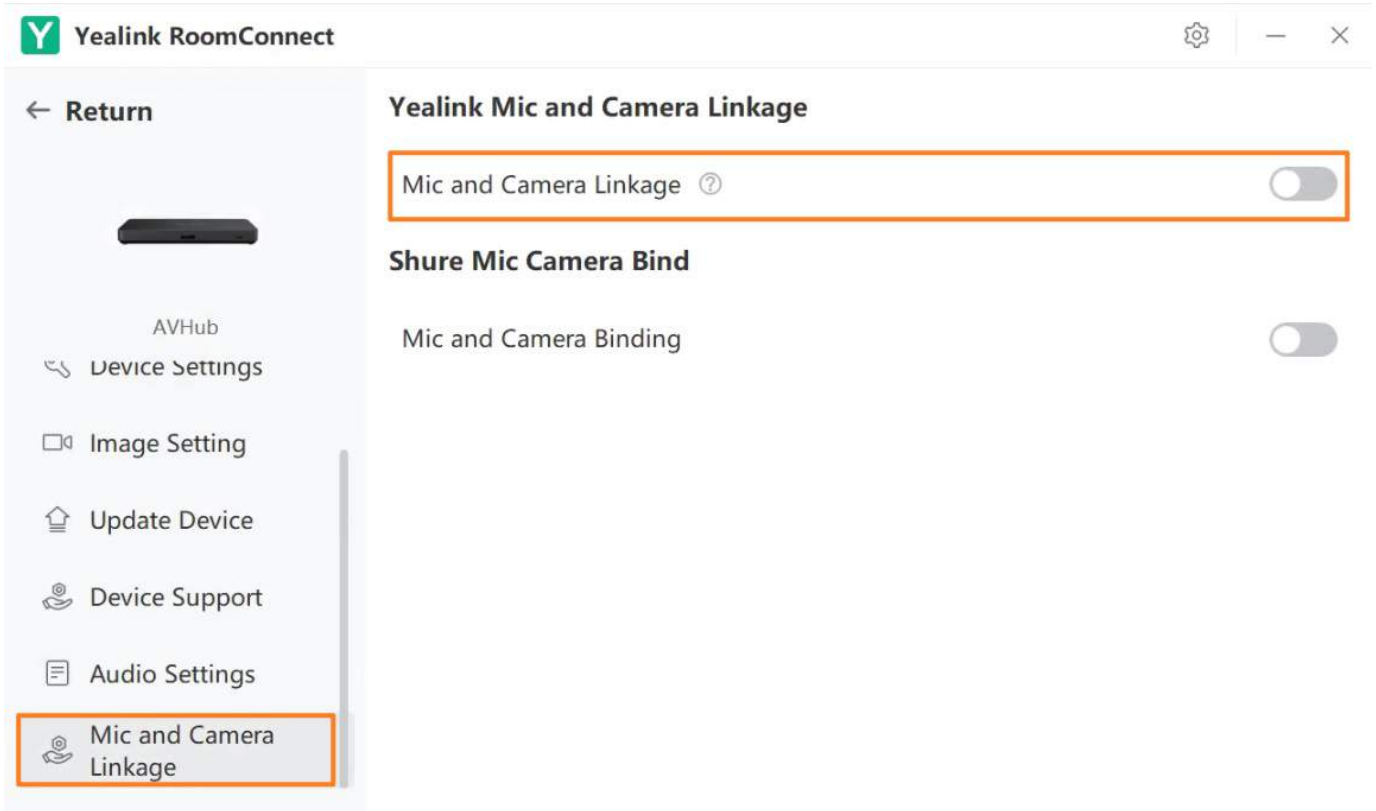 Y Yealink RoomConnect
Return
AVHub
Device Settings
Image Setting
Update Device
Device Support
Audio Settings
Mic and Camera
Linkage
Yealink Mic and Camera Linkage
Mic and Camera Linkage ?
Shure Mic Camera Bind
Mic and Camera Binding